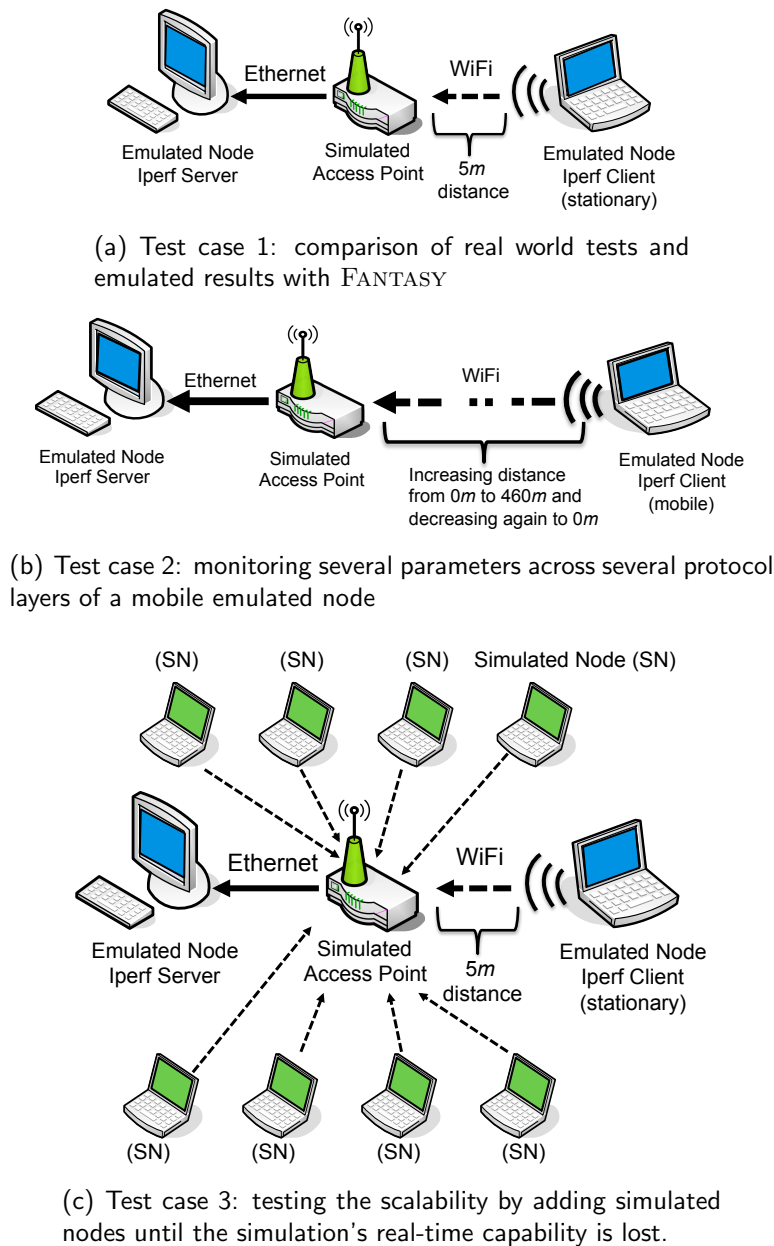 Ethernet
WiFi
Emulated Node
Iperf Server
Simulated
Access Point
5m
distance
Emulated Node
Iperf Client
(stationary)
(a) Test case 1: comparison of real world tests and
emulated results with FANTASY
Ethernet
WiFi
Emulated Node
Iperf Server
Simulated
Access Point
Increasing distance
from 0m to 460m and
decreasing again to 0m
Emulated Node
Iperf Client
(mobile)
(b) Test case 2: monitoring several parameters across several protocol
layers of a mobile emulated node
(SN)
(SN)
(SN)
Simulated Node (SN)
Ethernet
WiFi
Emulated Node
Iperf Server
Simulated
Access Point
5m
distance
Emulated Node
Iperf Client
(stationary)
(SN)
(SN)
(SN)
(SN)
(c) Test case 3: testing the scalability by adding simulated
nodes until the simulation's real-time capability is lost.